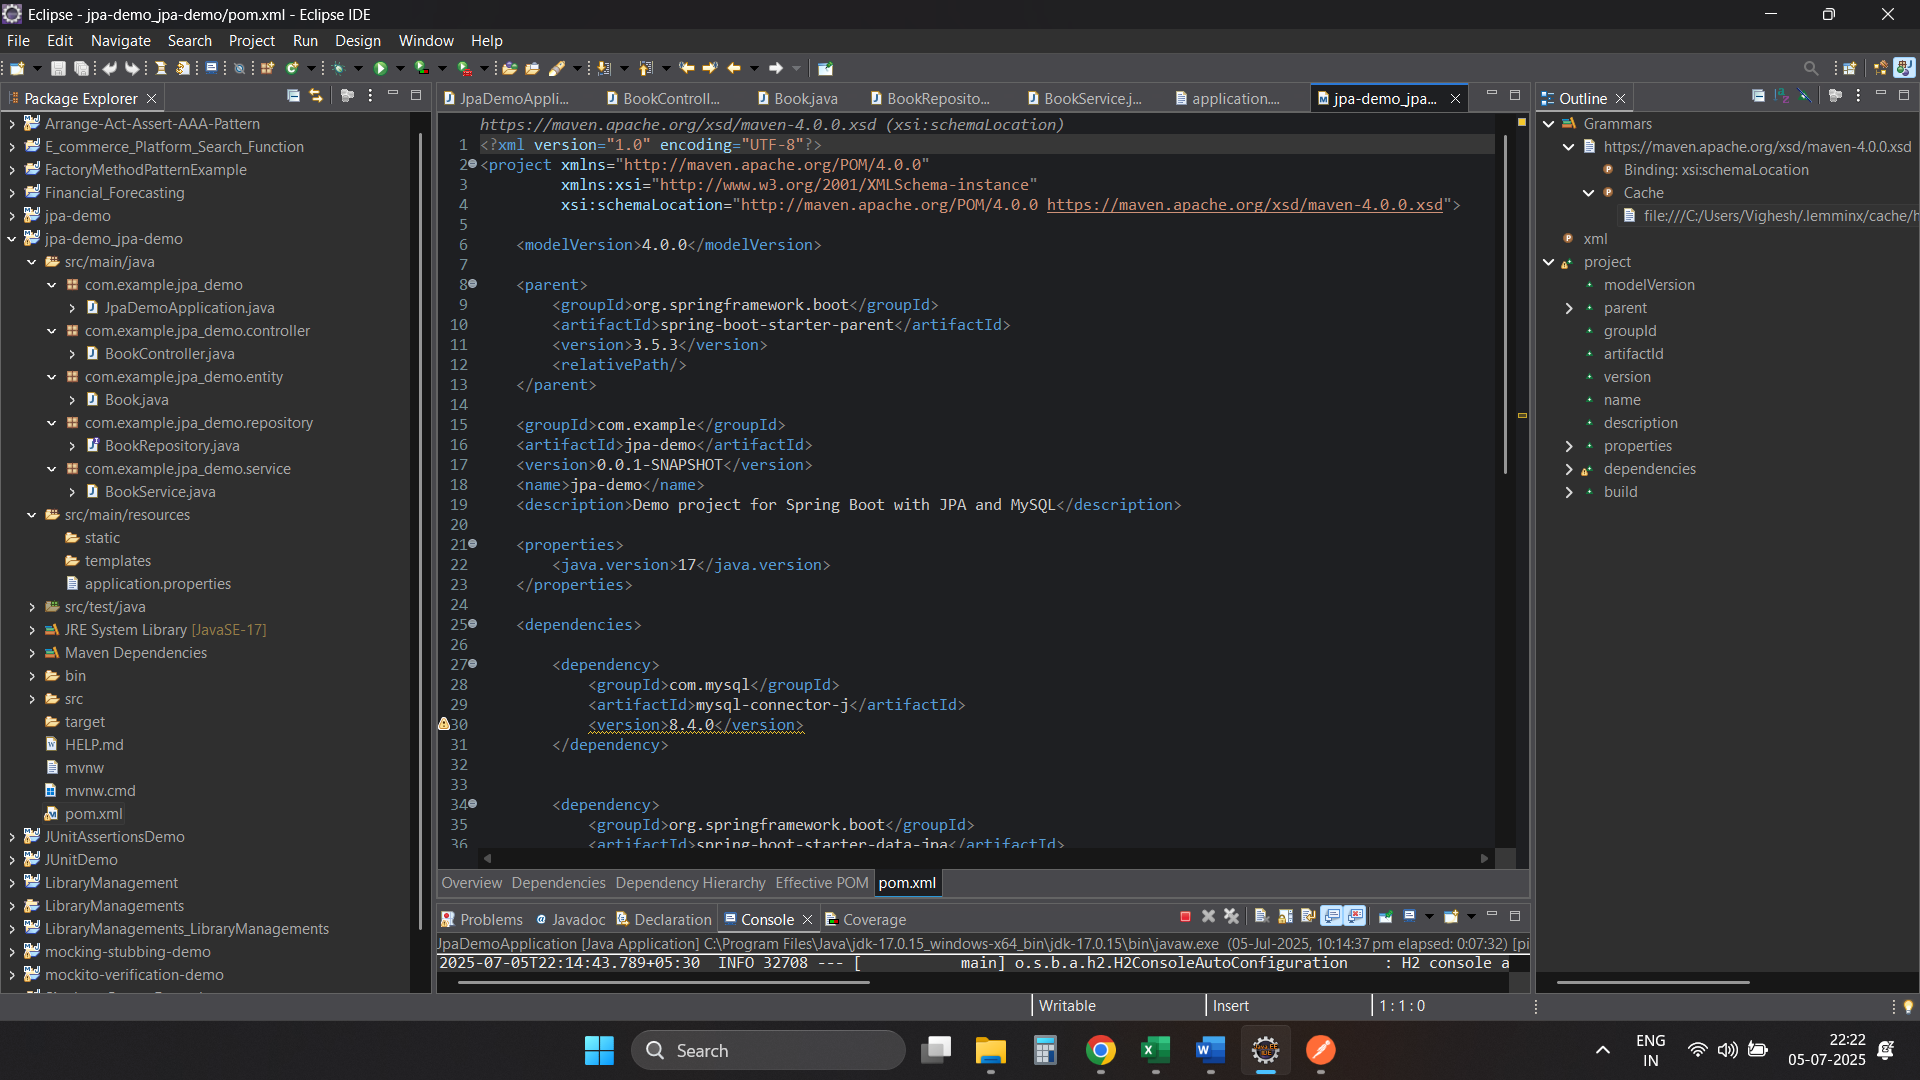 Eclipse - jpa-demo_jpa-demo/pom.xml - Eclipse IDE
File Edit Navigate Search Project Run Design Window Help
Package Explorer
Arrange-Act-Assert-AAA-Pattern
E_commerce_Platform_Search_Function
FactoryMethodPatternExample
Financial_Forecasting
jpa-demo
jpa-demo_jpa-demo
src/main/java
com.example.jpa_demo
JpaDemoApplication.java
com.example.jpa_demo.controller
BookController.java
com.example.jpa_demo.entity
Book.java
com.example.jpa_demo.repository
BookRepository.java
com.example.jpa_demo.service
BookService.java
src/main/resources
static
templates
application.properties
src/test/java
JRE System Library [JavaSE-17]
Maven Dependencies
bin
src
target
HELP.md
mvnw
mvnw.cmd
pom.xml
JUnitAssertionsDemo
JUnitDemo
LibraryManagement
LibraryManagements
LibraryManagements_LibraryManagements
mocking-stubbing-demo
mockito-verification-demo
JpaDemoAppli... BookControll... Book.java BookReposito... BookService.j... application.... jpa-demo_jpa...
https://maven.apache.org/xsd/maven-4.0.0.xsd (xsi:schemaLocation)
1 <?xml version="1.0" encoding="UTF-8"?>
2 <project xmlns="http://maven.apache.org/POM/4.0.0"
3 xmlns:xsi="http://www.w3.org/2001/XMLSchema-instance"
4 xsi:schemaLocation="http://maven.apache.org/POM/4.0.0 https://maven.apache.org/xsd/maven-4.0.0.xsd">
5
6 <modelVersion>4.0.0</modelVersion>
7
8 <parent>
9 <groupId>org.springframework.boot</groupId>
10 <artifactId>spring-boot-starter-parent</artifactId>
11 <version>3.5.3</version>
12 <relativePath/>
13 </parent>
14
15 <groupId>com.example</groupId>
16 <artifactId>jpa-demo</artifactId>
17 <version>0.0.1-SNAPSHOT</version>
18 <name>jpa-demo</name>
19 <description>Demo project for Spring Boot with JPA and MySQL</description>
20
21 <properties>
22 <java.version>17</java.version>
23 </properties>
24
25 <dependencies>
26
27 <dependency>
28 <groupId>com.mysql</groupId>
29 <artifactId>mysql-connector-j</artifactId>
30 <version>8.4.0</version>
31 </dependency>
32
33
34 <dependency>
35 <groupId>org.springframework.boot</groupId>
36 <artifactId>spring-boot-starter-data-jpa</artifactId>
Overview Dependencies Dependency Hierarchy Effective POM pom.xml
Problems Javadoc Declaration Console Coverage
JpaDemoApplication [Java Application] C:\Program Files\Java\jdk-17.0.15_windows-x64_bin\jdk-17.0.15\bin\javaw.exe (05-Jul-2025, 10:14:37 pm elapsed: 0:07:32) [pi
2025-07-05T22:14:43.789+05:30 INFO 32708 --- [ main] o.s.b.a.h2.H2ConsoleAutoConfiguration : H2 console a
Outline
Grammars
https://maven.apache.org/xsd/maven-4.0.0.xsd
Binding: xsi:schemaLocation
Cache
file:///C:/Users/Vighesh/.lemminx/cache/h
xml
project
modelVersion
parent
groupId
artifactId
version
name
description
properties
dependencies
build
Writable Insert 1 : 1 : 0
Search
ENG
IN
22:22
05-07-2025